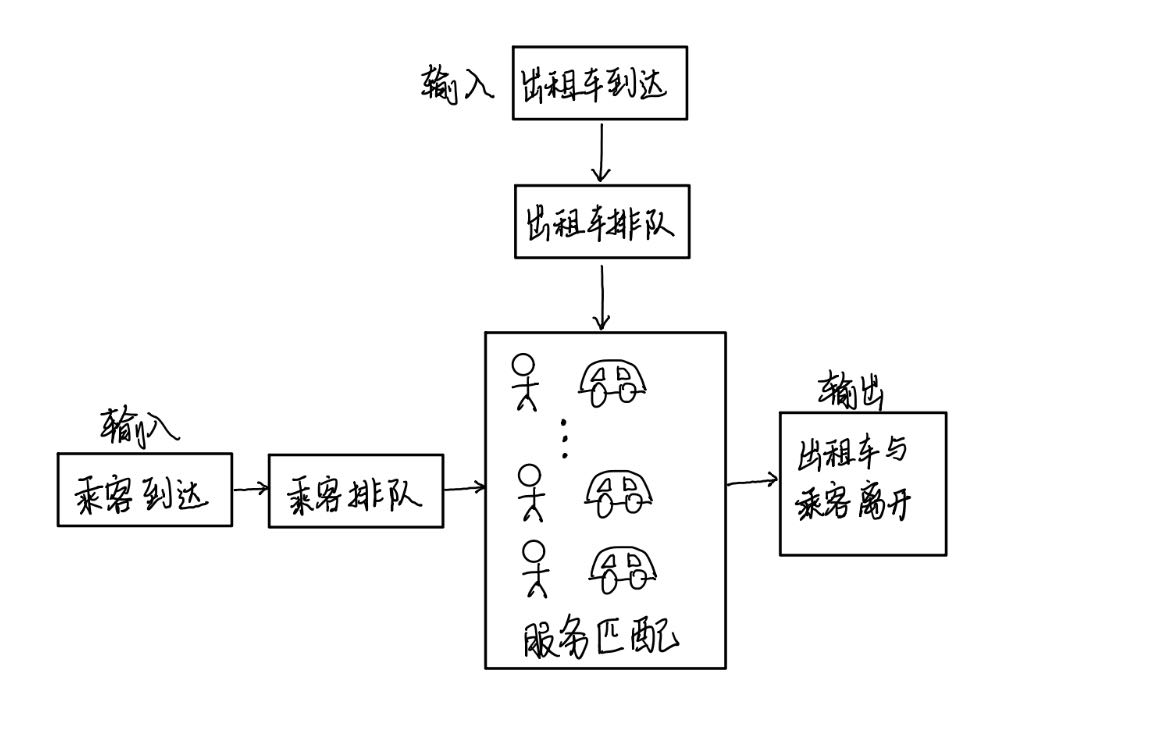 输入
出租车到达
出租车排队
输入
乘客到达
乘客排队
服务匹配
输出
出租车与
乘客离开